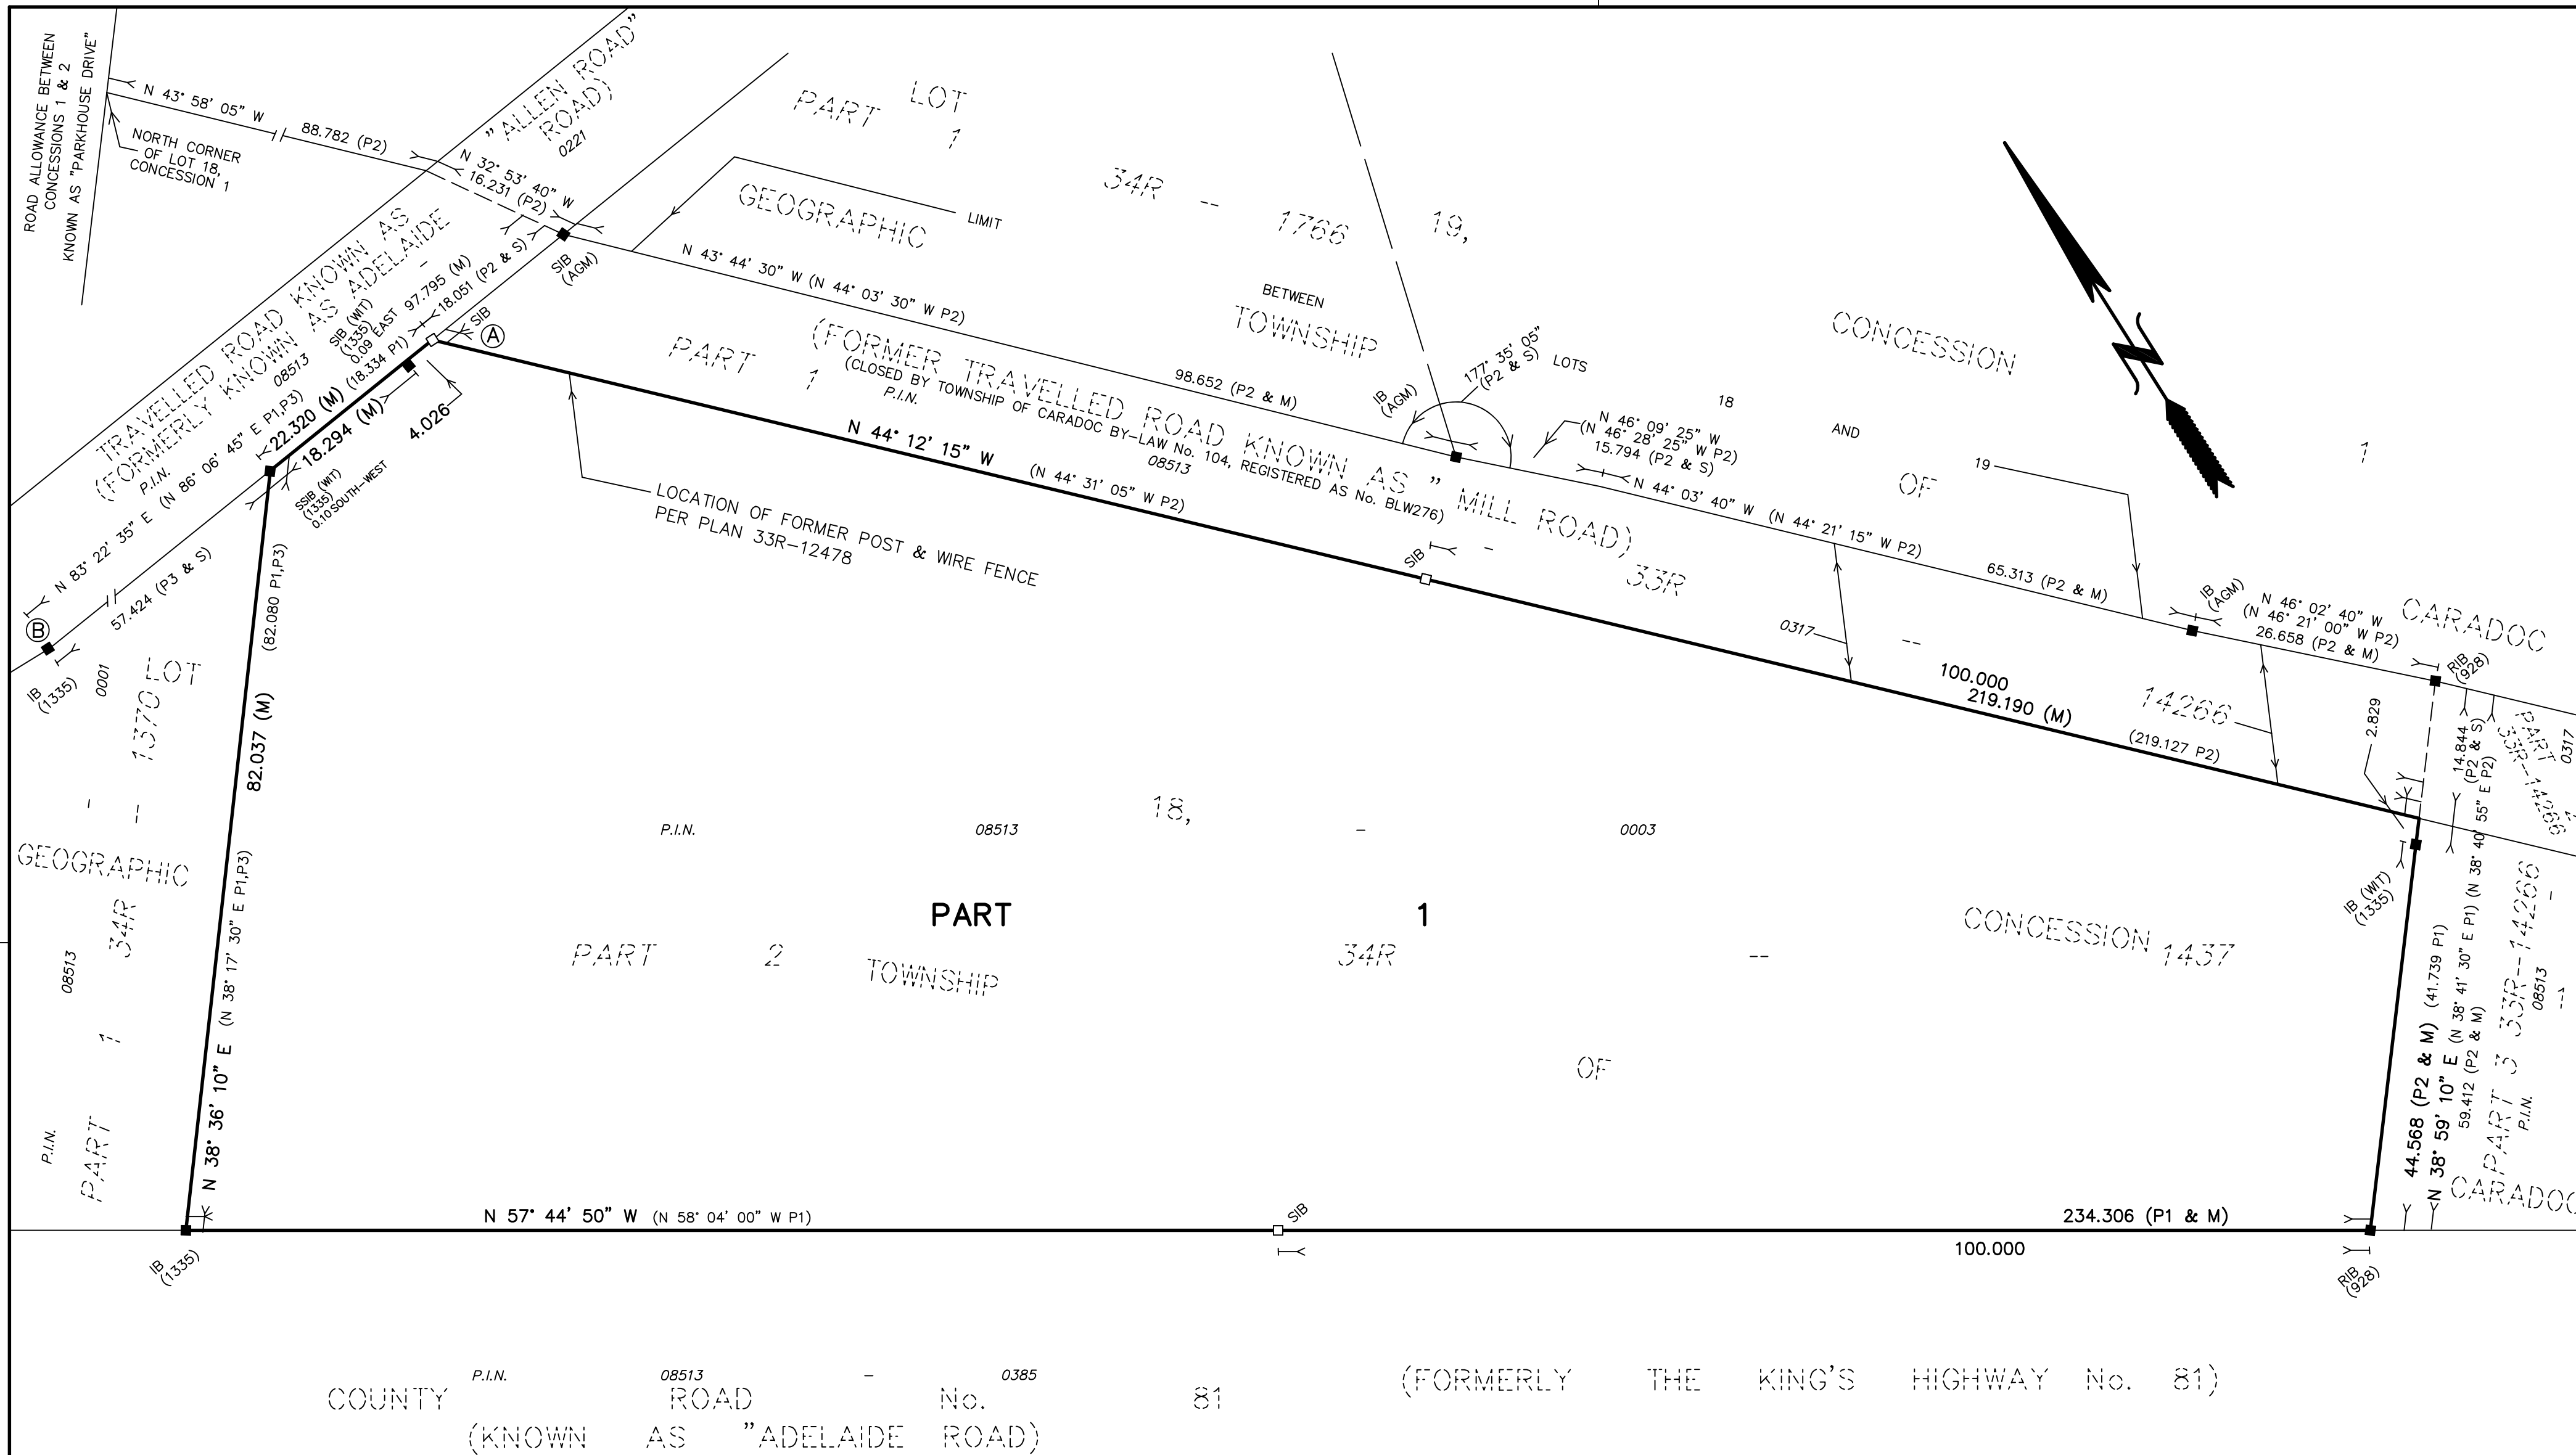 ROAD ALLOWANCE BETWEEN
CONCESSIONS 1 & 2
KNOWN AS "PARKHOUSE DRIVE"
N 43° 58' 05" W
88.782 (P2)
NORTH CORNER
OF LOT 18,
CONCESSION 1
N 32° 53' 40" W
16.231 (P2)
"ALLEN ROAD"
ROAD)
0221
TRAVELLED ROAD KNOWN AS
(FORMERLY KNOWN AS ADELAIDE
P.I.N.
08513
-
SIB (WIT)
(1335)
0.09 EAST
97.795 (M)
18.051 (P2 & S)
SIB
A
SIB
(AGM)
22.320 (M)
(18.334 P1)
18.294 (M)
4.026
SSIB (WIT)
(1335)
0.10 SOUTH-WEST
N 83° 22' 35" E (N 86° 06' 45" E P1,P3)
57.424 (P3 & S)
B
IB
(1335)
PART LOT
1
GEOGRAPHIC
LIMIT
34R -- 1766
19,
BETWEEN
TOWNSHIP
LOTS
18
AND
19
CONCESSION
OF
1
CARADOC
N 43° 44' 30" W (N 44° 03' 30" W P2)
98.652 (P2 & M)
IB
(AGM)
177° 35' 05"
(P2 & S)
N 46° 09' 25" W
(N 46° 28' 25" W P2)
15.794 (P2 & S)
N 44° 03' 40" W (N 44° 21' 15" W P2)
65.313 (P2 & M)
IB
(AGM)
N 46° 02' 40" W
(N 46° 21' 00" W P2)
26.658 (P2 & M)
RIB
(928)
PART 1
(FORMER TRAVELLED ROAD KNOWN AS " MILL ROAD)
(CLOSED BY TOWNSHIP OF CARADOC BY-LAW No. 104, REGISTERED AS No. BLW276)
P.I.N.
08513
-
0317
33R -- 14266
N 44° 12' 15" W (N 44° 31' 05" W P2)
SIB
100.000
219.190 (M)
(219.127 P2)
LOCATION OF FORMER POST & WIRE FENCE
PER PLAN 33R-12478
2.829
14.844
(P2 & S)
PART
33R-14266
0317
IB (WIT)
(1335)
44.568 (P2 & M) (41.739 P1)
N 38° 59' 10" E (N 38° 41' 30" E P1) (N 38° 40' 55" E P2)
59.412 (P2 & M)
PART 3 33R-14266
P.I.N.
08513
-
CARADOC
(82.080 P1,P3)
82.037 (M)
N 38° 36' 10" E (N 38° 17' 30" E P1,P3)
LOT
0001
-
GEOGRAPHIC
08513
P.I.N.
PART 1 34R - 1370
P.I.N. 08513 - 0003
18,
PART 1
PART 2 34R -- 1437
TOWNSHIP
OF
CONCESSION
N 57° 44' 50" W (N 58° 04' 00" W P1)
SIB
234.306 (P1 & M)
100.000
IB
(1335)
RIB
(928)
P.I.N. 08513 - 0385
COUNTY ROAD No. 81 (FORMERLY THE KING'S HIGHWAY No. 81)
(KNOWN AS "ADELAIDE ROAD)